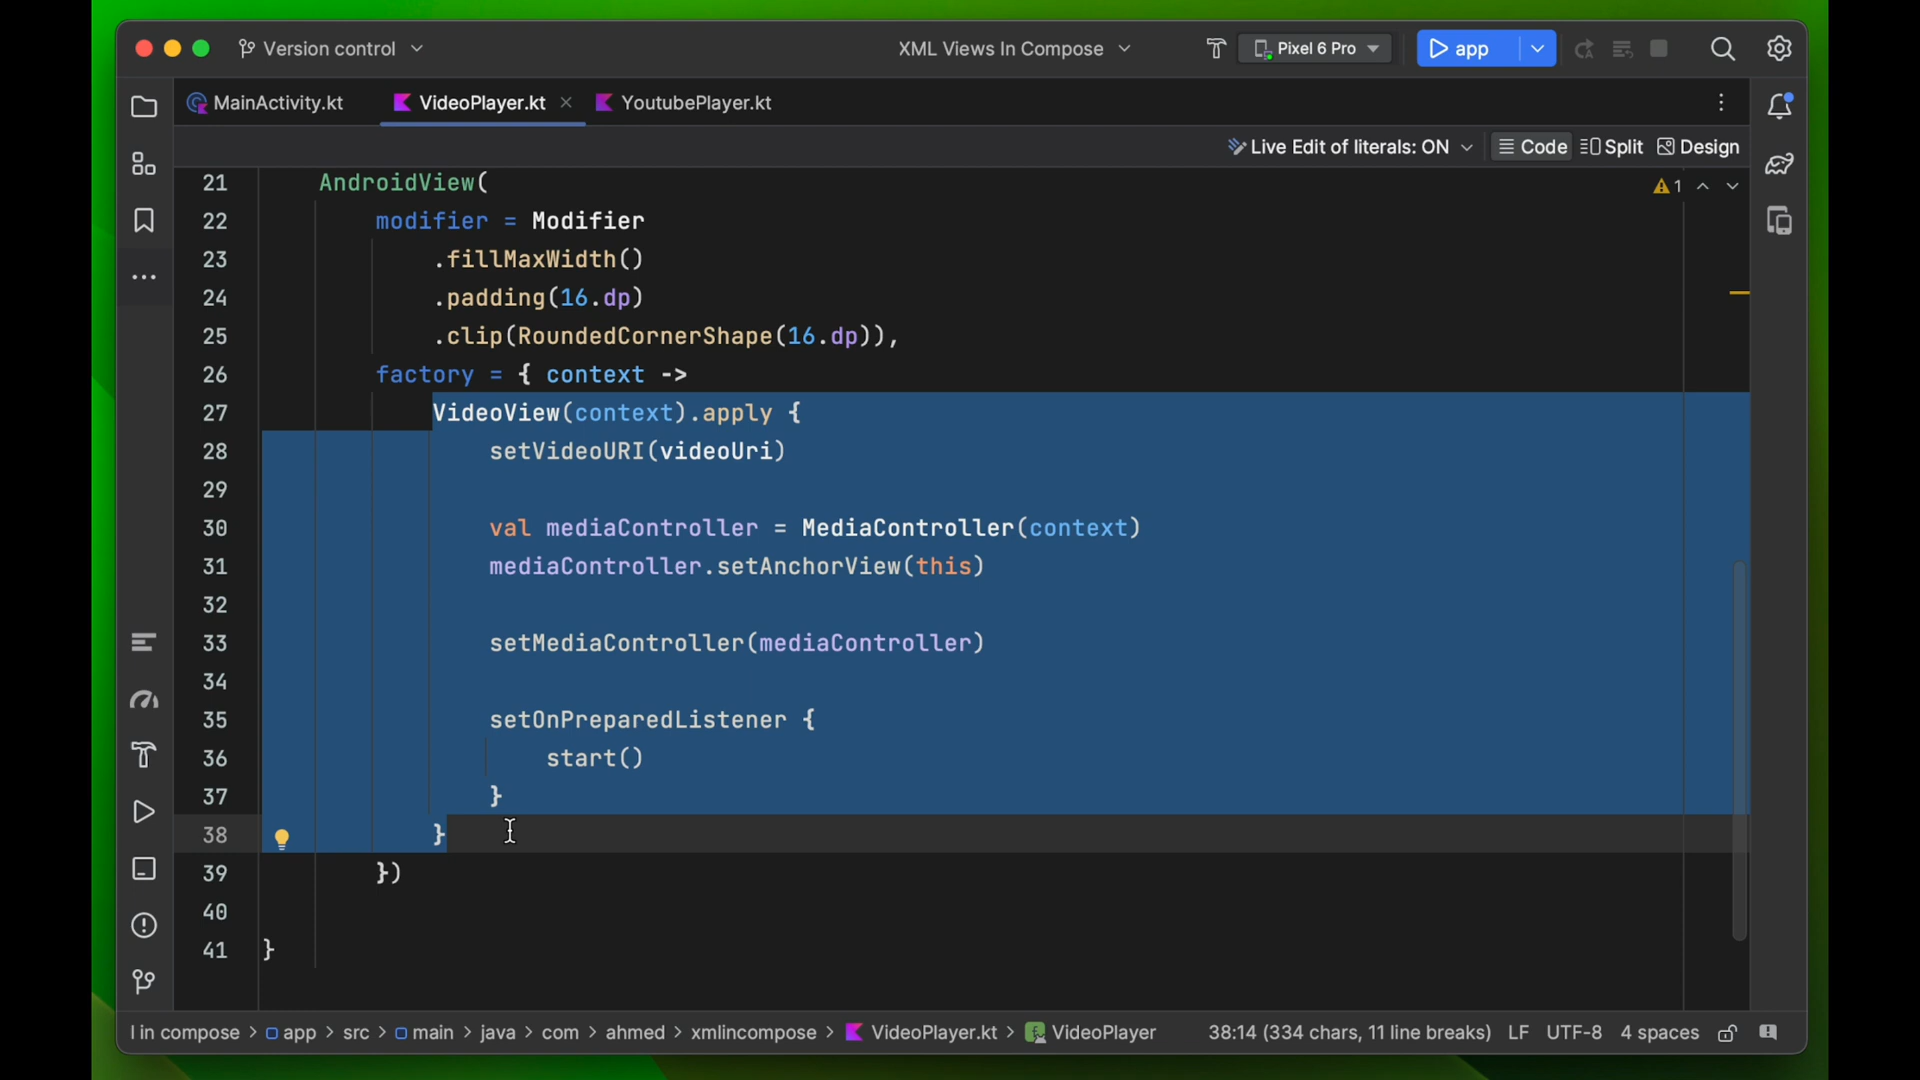 Version control
XML Views In Compose
Pixel 6 Pro
app
MainActivity.kt
VideoPlayer.kt
YoutubePlayer.kt
Live Edit of literals: ON
Code
Split
Design
1
21 AndroidView(
22 modifier = Modifier
23 .fillMaxWidth()
24 .padding(16.dp)
25 .clip(RoundedCornerShape(16.dp)),
26 factory = { context ->
27 VideoView(context).apply {
28 setVideoURI(videoUri)
29
30 val mediaController = MediaController(context)
31 mediaController.setAnchorView(this)
32
33 setMediaController(mediaController)
34
35 setOnPreparedListener {
36 start()
37 }
38 }
39 })
40
41 }
l in compose > app > src > main > java > com > ahmed > xmlincompose > VideoPlayer.kt > VideoPlayer
38:14 (334 chars, 11 line breaks)
LF
UTF-8
4 spaces